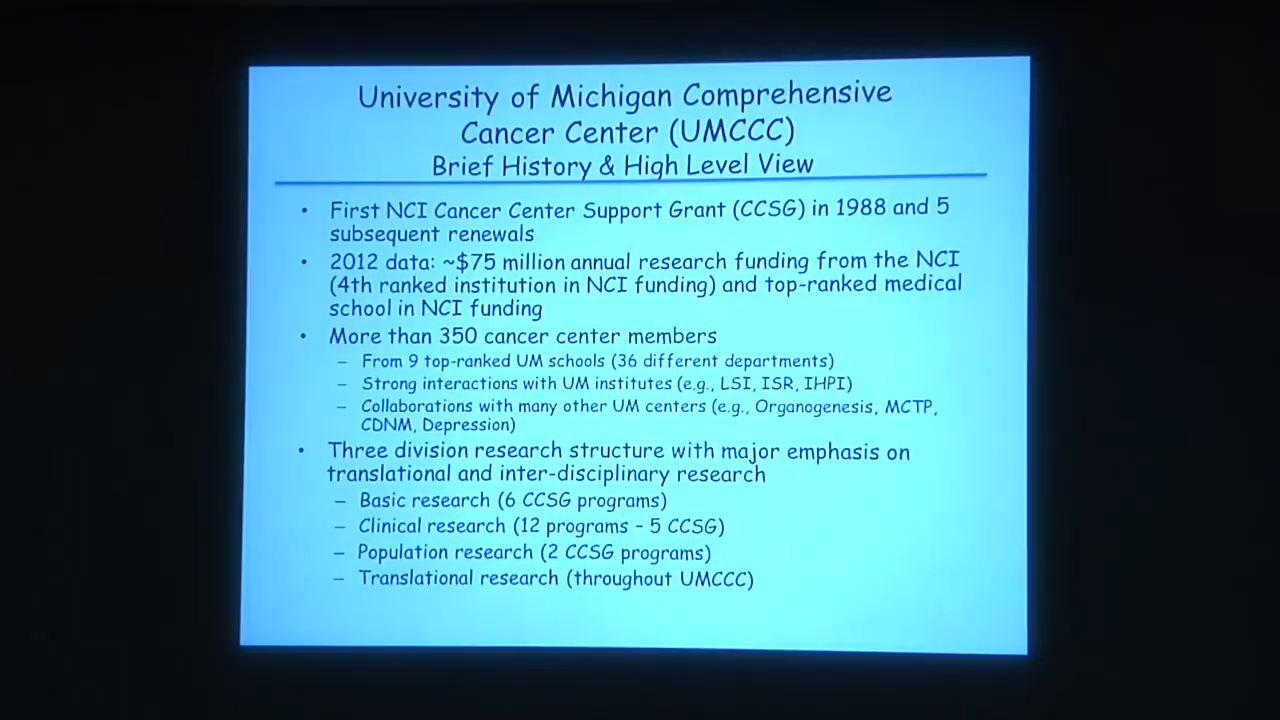 University of Michigan Comprehensive
Cancer Center (UMCCC)
Brief History & High Level View
• First NCI Cancer Center Support Grant (CCSG) in 1988 and 5
subsequent renewals
• 2012 data: ~$75 million annual research funding from the NCI
(4th ranked institution in NCI funding) and top-ranked medical
school in NCI funding
• More than 350 cancer center members
– From 9 top-ranked UM schools (36 different departments)
– Strong interactions with UM institutes (e.g., LSI, ISR, IHPI)
– Collaborations with many other UM centers (e.g., Organogenesis, MCTP,
CDNM, Depression)
• Three division research structure with major emphasis on
translational and inter-disciplinary research
– Basic research (6 CCSG programs)
– Clinical research (12 programs – 5 CCSG)
– Population research (2 CCSG programs)
– Translational research (throughout UMCCC)